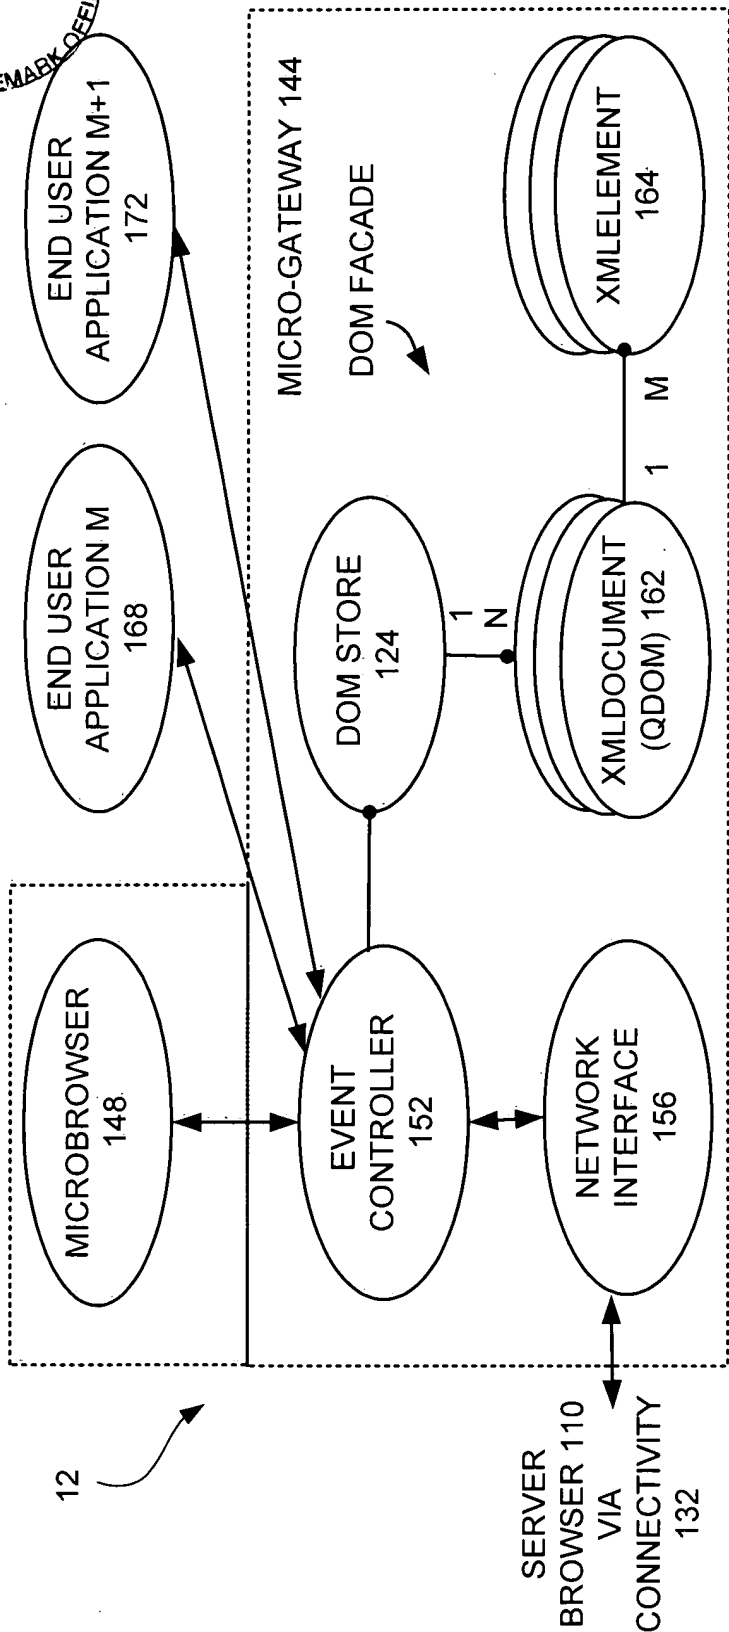 EMARK OFFI
12
MICROBROWSER
148
END USER
APPLICATION M
168
END USER
APPLICATION M+1
172
MICRO-GATEWAY 144
DOM FACADE
EVENT
CONTROLLER
152
DOM STORE
124
1
N
SERVER
BROWSER 110
VIA
CONNECTIVITY
132
NETWORK
INTERFACE
156
XMLDOCUMENT
(QDOM) 162
1 M
XMLELEMENT
164